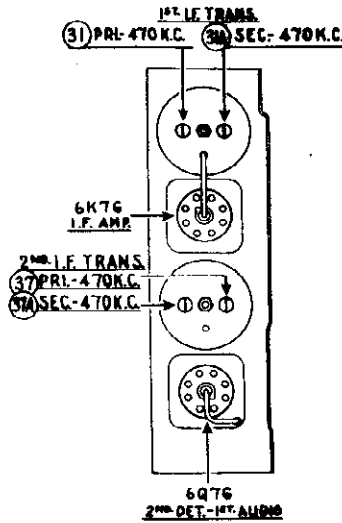 1ST. I.F. TRANS.
31 PRI.-470 K.C. 31A SEC.-470 K.C.
6K7G
I.F. AMP.
2ND. I.F. TRANS.
37 PRI.-470 K.C.
37A SEC.-470 K.C.
6Q7G
2ND. DET.-1ST. AUDIO